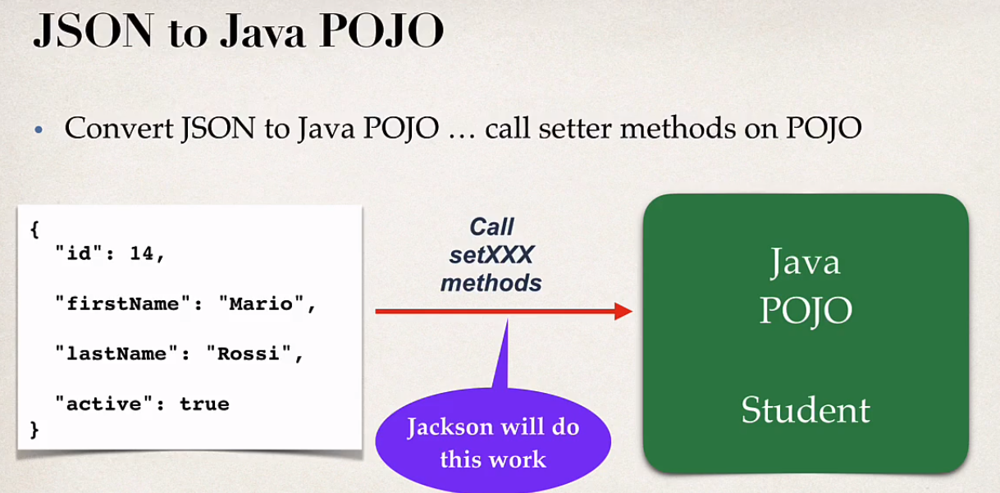 JSON to Java POJO
• Convert JSON to Java POJO … call setter methods on POJO
{
"id": 14,
"firstName": "Mario",
"lastName": "Rossi",
"active": true
}
Call
setXXX
methods
Jackson will do
this work
Java
POJO
Student